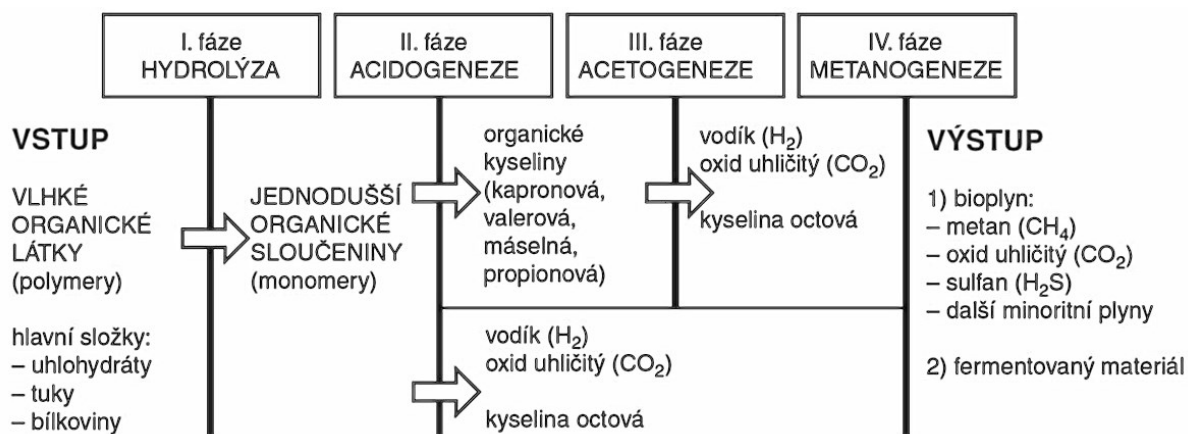 I. fáze
HYDROLÝZA
II. fáze
ACIDOGENEZE
III. fáze
ACETOGENEZE
IV. fáze
METANOGENEZE
VSTUP
VLHKÉ
ORGANICKÉ
LÁTKY
(polymery)
hlavní složky:
– uhlohydráty
– tuky
– bílkoviny
JEDNODUŠŠÍ
ORGANICKÉ
SLOUČENINY
(monomery)
organické
kyseliny
(kapronová,
valerová,
máselná,
propionová)
vodík (H₂)
oxid uhličitý (CO₂)
kyselina octová
vodík (H₂)
oxid uhličitý (CO₂)
kyselina octová
VÝSTUP
1) bioplyn:
– metan (CH₄)
– oxid uhličitý (CO₂)
– sulfan (H₂S)
– další minoritní plyny
2) fermentovaný materiál